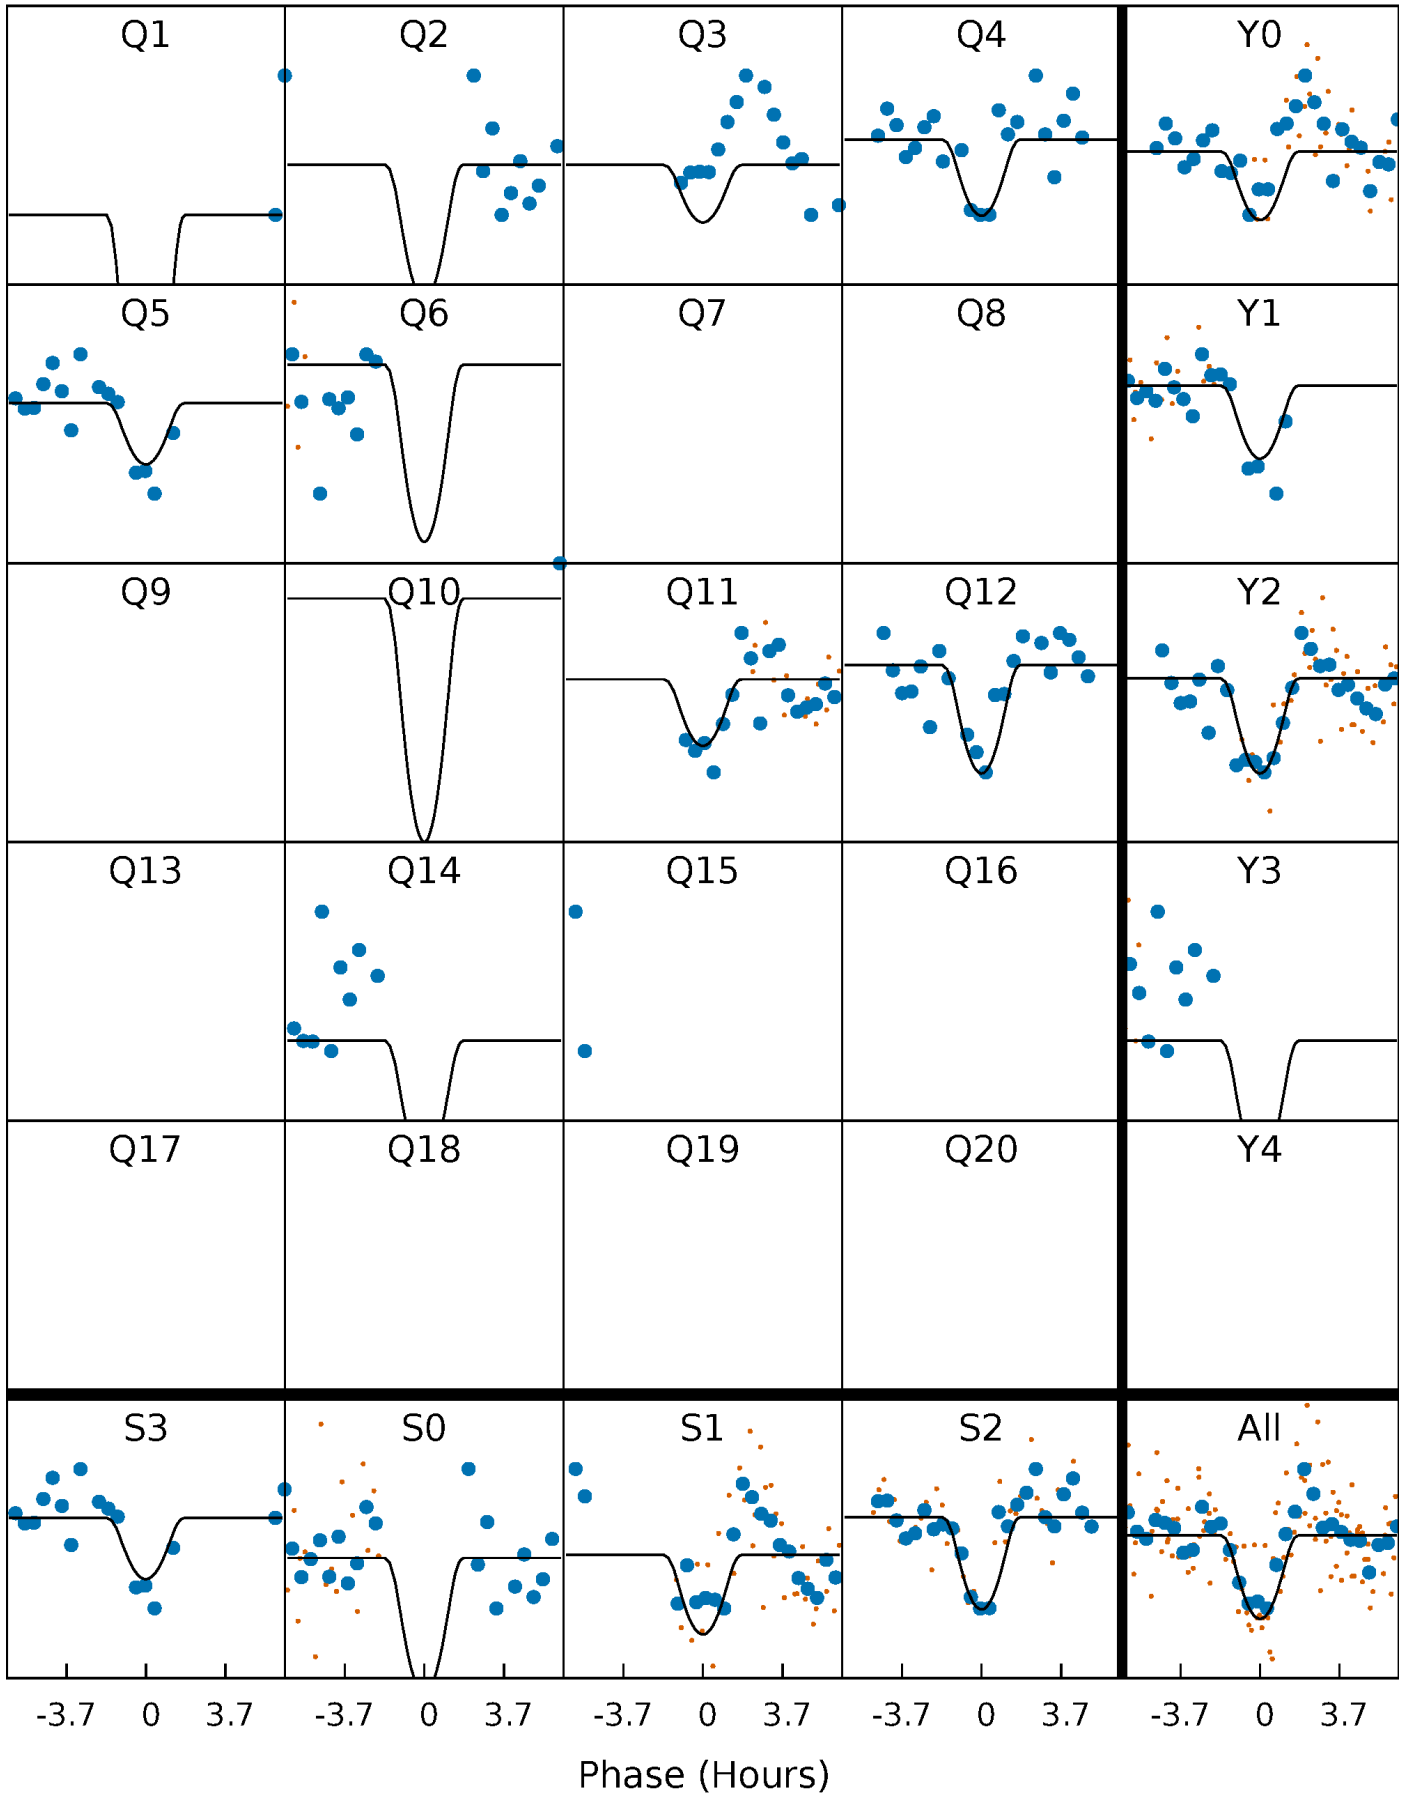 Q1 Q2 Q3 Q4 Y0
Q5 Q6 Q7 Q8 Y1
Q9 Q10 Q11 Q12 Y2
Q13 Q14 Q15 Q16 Y3
Q17 Q18 Q19 Q20 Y4
S3 S0 S1 S2 All
-3.7 0 3.7 -3.7 0 3.7 -3.7 0 3.7 -3.7 0 3.7 -3.7 0 3.7
Phase (Hours)